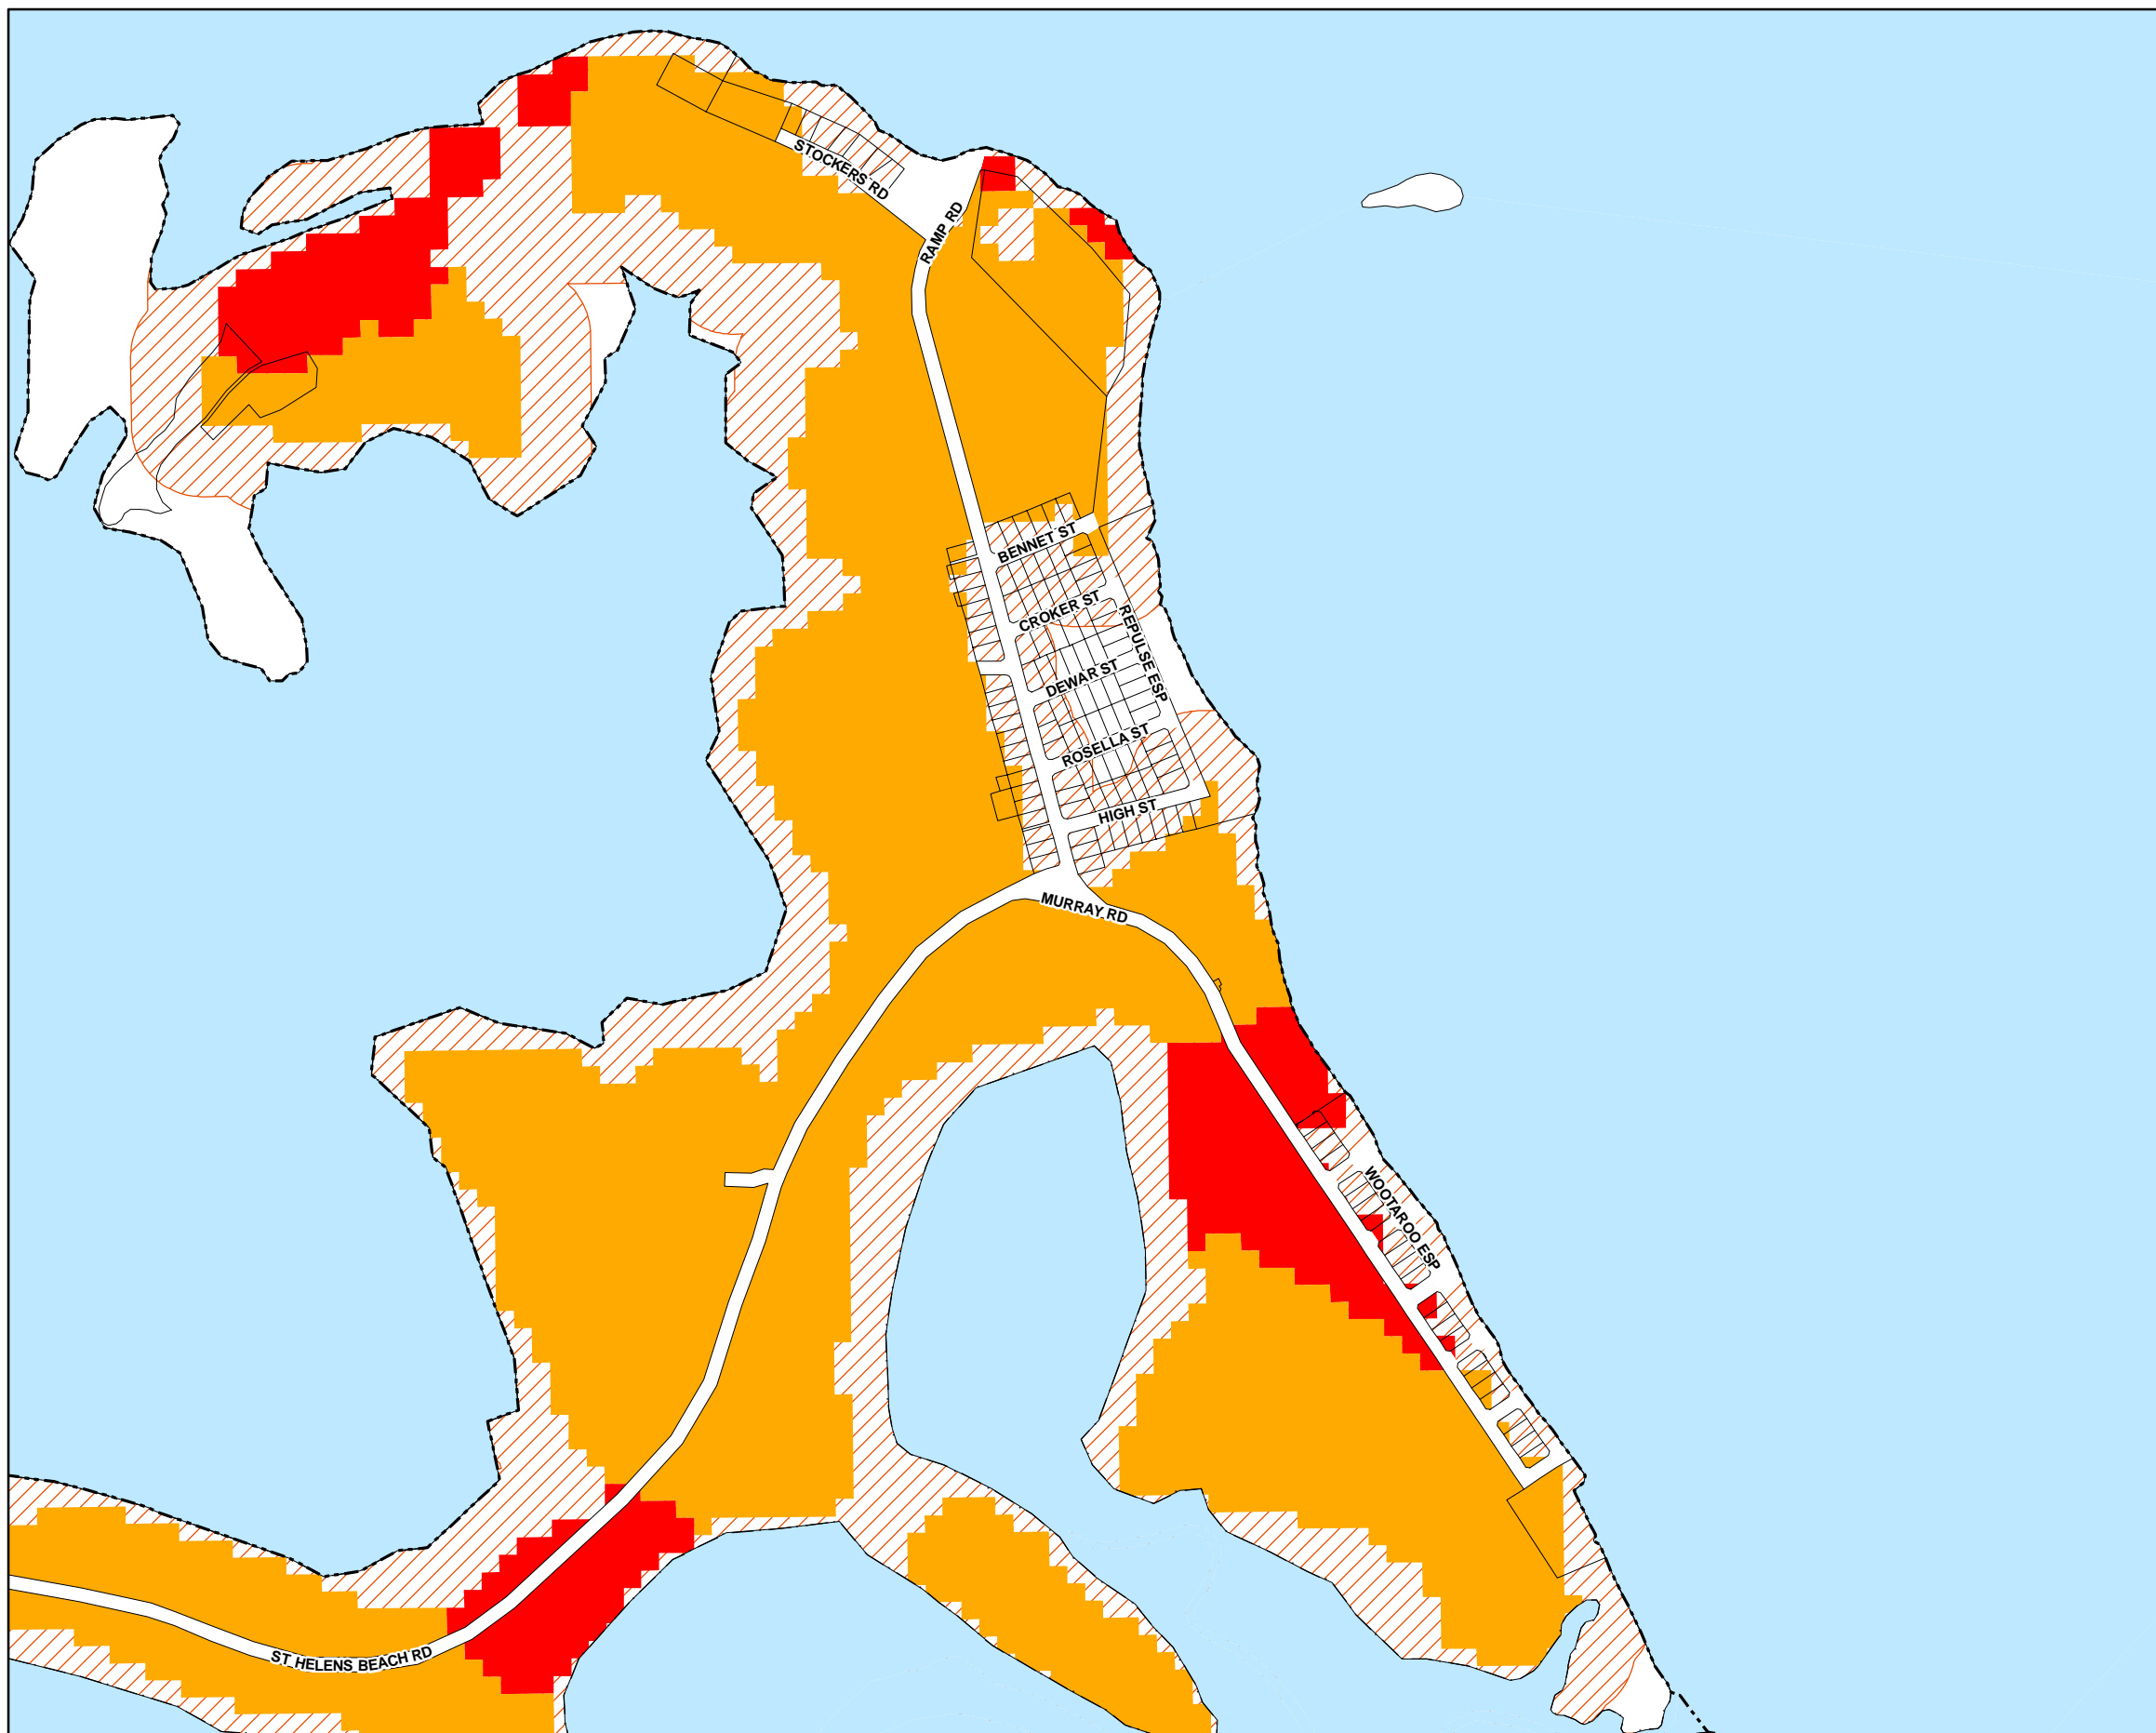 STOCKERS RD
RAMP RD
BENNET ST
CROKER ST
REPULSE ESP
DEWAR ST
ROSELLA ST
HIGH ST
MURRAY RD
WOOTAROO ESP
ST HELENS BEACH RD